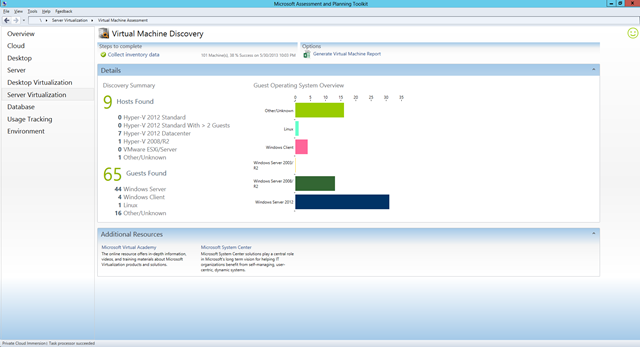 Microsoft Assessment and Planning Toolkit
File View Tools Help Feedback
Server Virtualization Virtual Machine Assessment
Overview
Cloud
Desktop
Server
Desktop Virtualization
Server Virtualization
Database
Usage Tracking
Environment
Virtual Machine Discovery
Steps to complete
Collect inventory data
101 Machine(s), 38 % Success on 5/20/2013 10:00 PM
Options
Generate Virtual Machine Report
Details
Discovery Summary
9 Hosts Found
0 Hyper-V 2012 Standard
0 Hyper-V 2012 Standard With > 2 Guests
7 Hyper-V 2012 Datacenter
1 Hyper-V 2008/R2
0 VMware ESXi/Server
1 Other/Unknown
65 Guests Found
44 Windows Server
4 Windows Client
1 Linux
16 Other/Unknown
Guest Operating System Overview
0 5 10 15 20 25 30 35
Other/Unknown
Linux
Windows Client
Windows Server 2003/
R2
Windows Server 2008/
R2
Windows Server 2012
Additional Resources
Microsoft Virtual Academy
The online resource offers in-depth information,
videos, and training materials about Microsoft
Virtualization products and solutions.
Microsoft System Center
Microsoft System Center solutions play a central role
in Microsoft's long term vision for helping IT
organizations benefit from self-managing, user-
centric, dynamic systems.
Private Cloud Immersion | Task processor succeeded